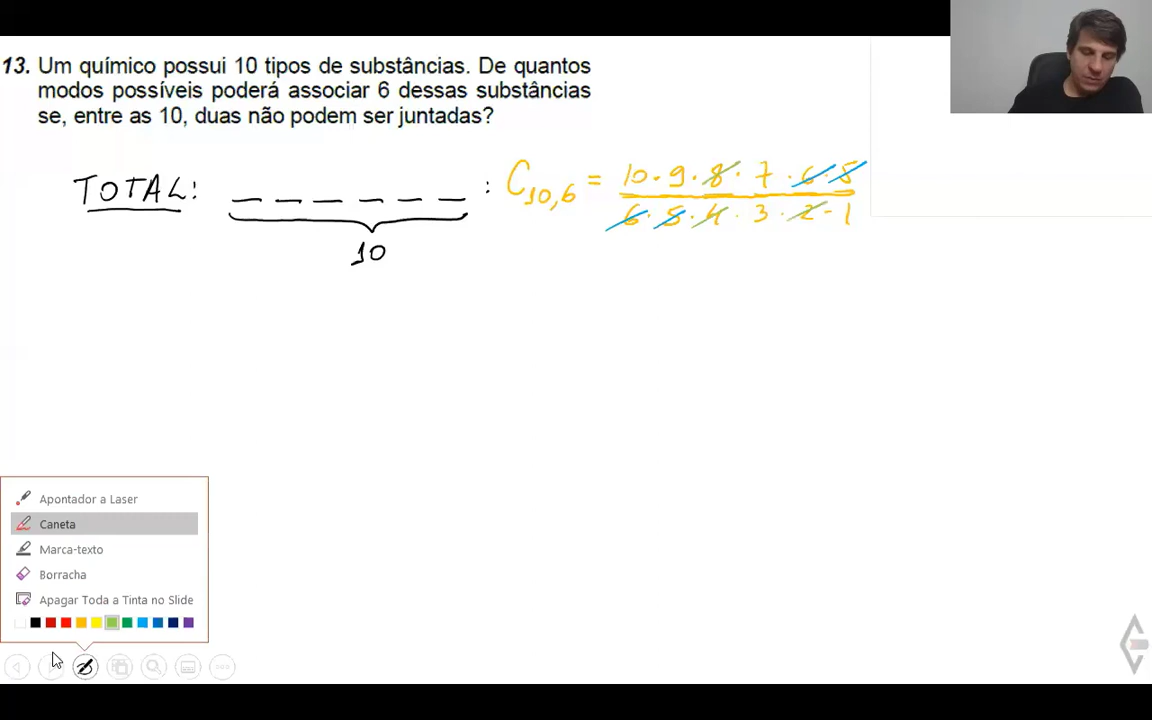 13. Um químico possui 10 tipos de substâncias. De quantos
modos possíveis poderá associar 6 dessas substâncias
se, entre as 10, duas não podem ser juntadas?
TOTAL: _ _ _ _ _ _ : C10,6 = 10·9·8·7·6·5 / 6·5·4·3·2·1
10
Apontador a Laser
Caneta
Marca-texto
Borracha
Apagar Toda a Tinta no Slide